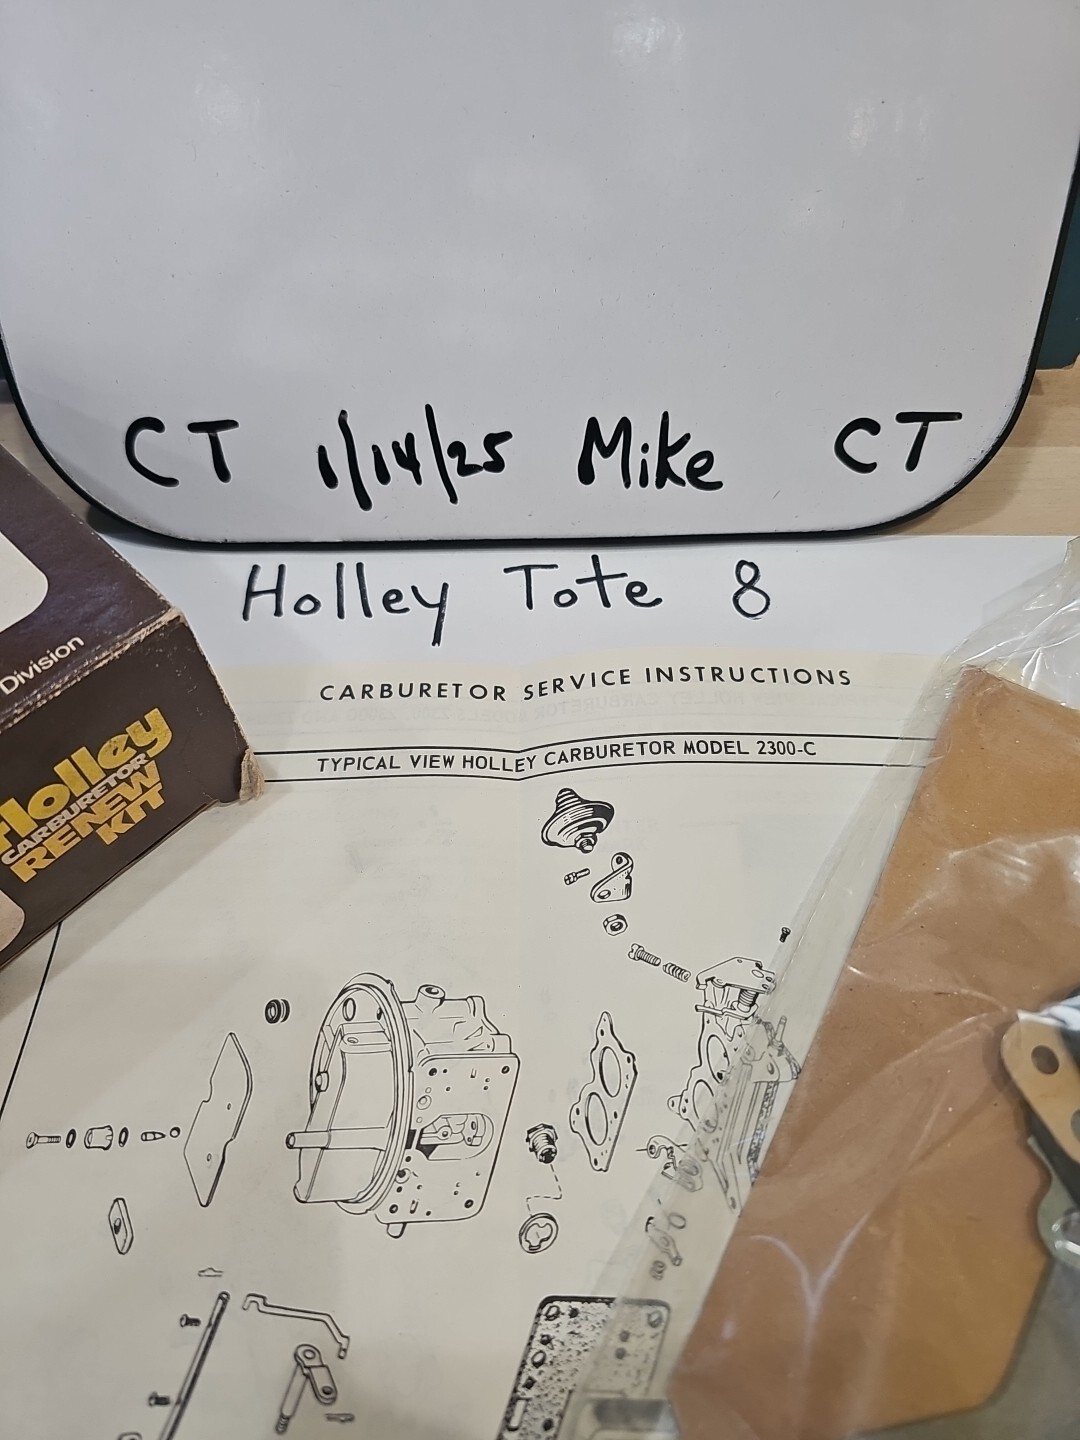 CT 1/14/25 Mike CT
Holley Tote 8
Division
Holley
CARBURETOR
RENEW
KIT
CARBURETOR SERVICE INSTRUCTIONS
TYPICAL VIEW HOLLEY CARBURETOR MODEL 2300-C